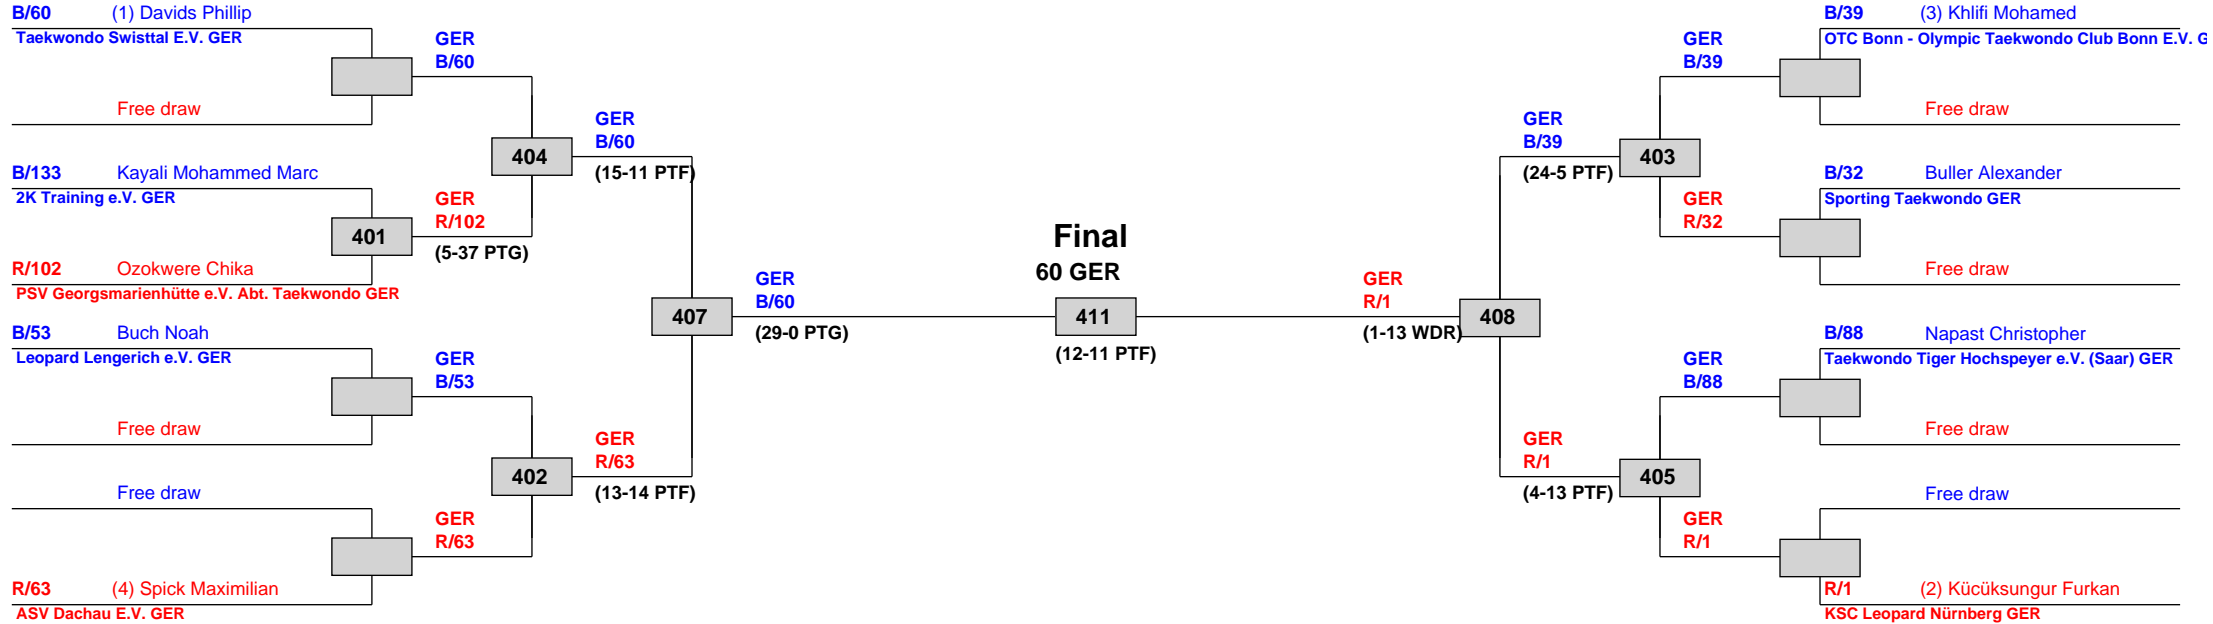 B/60 (1) Davids Phillip
Taekwondo Swisttal E.V. GER
Free draw
B/133 Kayali Mohammed Marc
2K Training e.V. GER
R/102 Ozokwere Chika
PSV Georgsmarienhütte e.V. Abt. Taekwondo GER
B/53 Buch Noah
Leopard Lengerich e.V. GER
Free draw
Free draw
R/63 (4) Spick Maximilian
ASV Dachau E.V. GER
GER
B/60
401
GER
R/102
(5-37 PTG)
GER
B/53
GER
R/63
404
GER
B/60
(15-11 PTF)
402
GER
R/63
(13-14 PTF)
407
GER
B/60
(29-0 PTG)
Final
60 GER
411
(12-11 PTF)
GER
R/1
(1-13 WDR)
408
GER
B/39
(24-5 PTF)
403
GER
R/1
(4-13 PTF)
405
GER
B/39
GER
R/32
GER
B/88
GER
R/1
B/39 (3) Khlifi Mohamed
OTC Bonn - Olympic Taekwondo Club Bonn E.V. G
Free draw
B/32 Buller Alexander
Sporting Taekwondo GER
Free draw
B/88 Napast Christopher
Taekwondo Tiger Hochspeyer e.V. (Saar) GER
Free draw
Free draw
R/1 (2) Kücüksungur Furkan
KSC Leopard Nürnberg GER